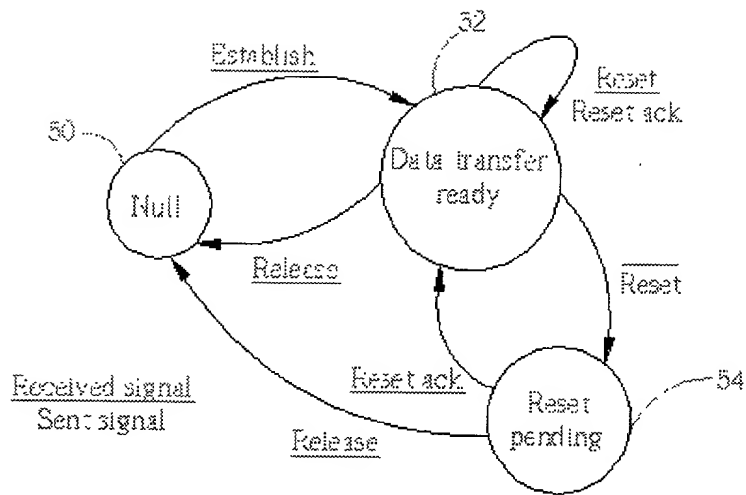 52
Establish
Reset
Reset ack
50
Null
Data transfer
ready
Release
Reset
Reset ack
Received signal
Sent signal
Release
Reset
pending
54